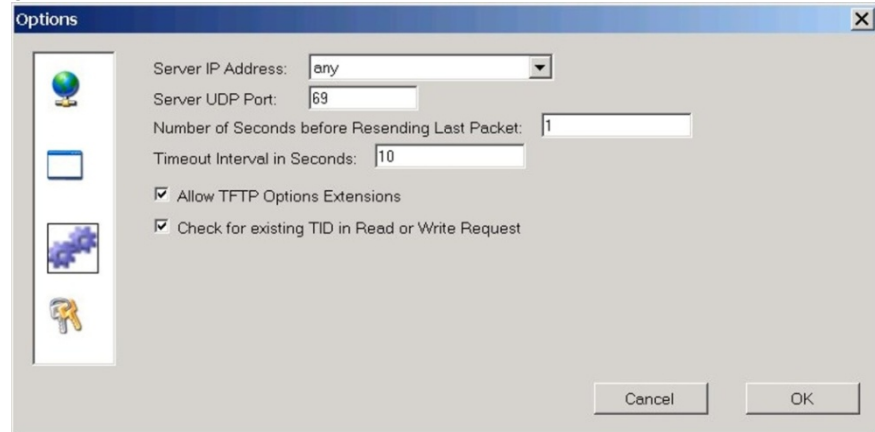 Options
Server IP Address: any
Server UDP Port: 69
Number of Seconds before Resending Last Packet: 1
Timeout Interval in Seconds: 10
Allow TFTP Options Extensions
Check for existing TID in Read or Write Request
Cancel OK